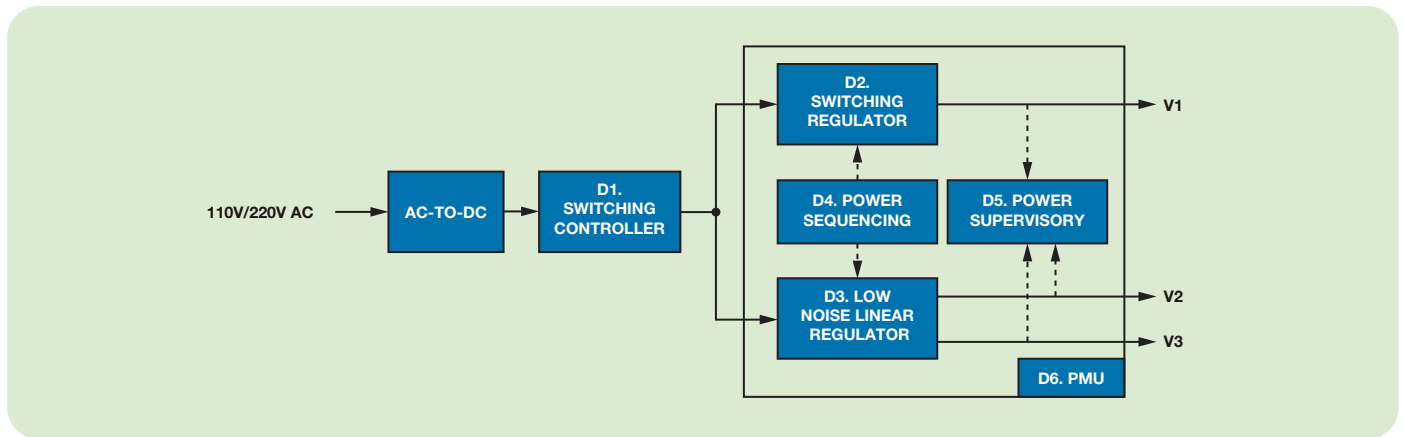 110V/220V AC
AC-TO-DC
D1.
SWITCHING
CONTROLLER
D2.
SWITCHING
REGULATOR
D4. POWER
SEQUENCING
D3. LOW
NOISE LINEAR
REGULATOR
D5. POWER
SUPERVISORY
V1
V2
V3
D6. PMU